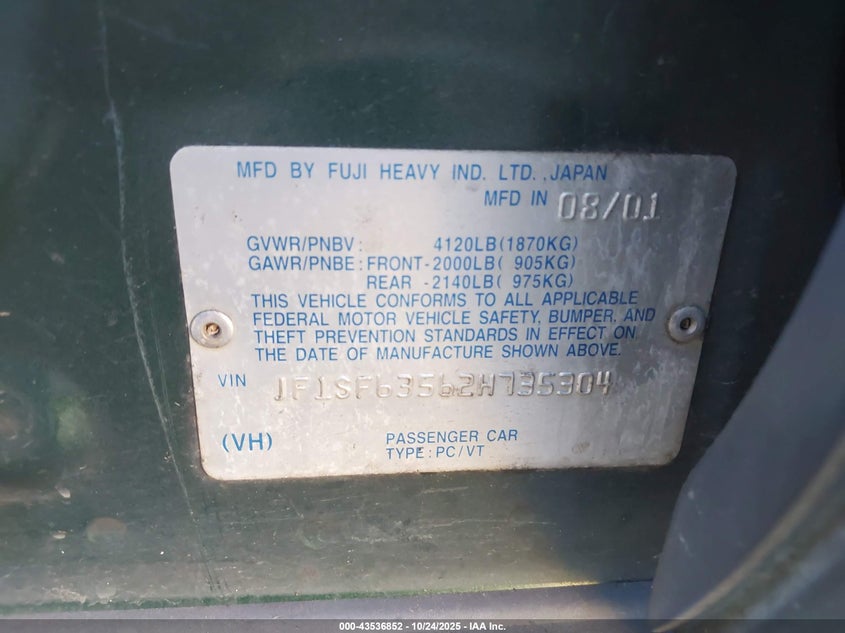 MFD BY FUJI HEAVY IND. LTD., JAPAN
MFD IN 08/01
GVWR/PNBV: 4120LB(1870KG)
GAWR/PNBE: FRONT-2000LB( 905KG)
REAR -2140LB( 975KG)
THIS VEHICLE CONFORMS TO ALL APPLICABLE
FEDERAL MOTOR VEHICLE SAFETY, BUMPER, AND
THEFT PREVENTION STANDARDS IN EFFECT ON
THE DATE OF MANUFACTURE SHOWN ABOVE.
VIN JF1SF63562H735304
(VH) PASSENGER CAR
TYPE: PC/VT
000-43536852 - 10/24/2025 - IAA Inc.